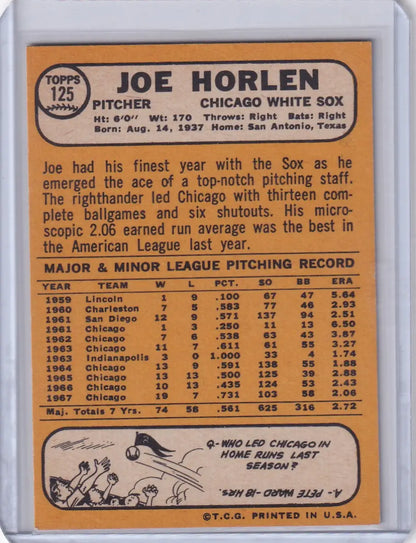 TOPPS
125
JOE HORLEN
PITCHER CHICAGO WHITE SOX
Ht: 6'0" Wt: 170 Throws: Right Bats: Right
Born: Aug. 14, 1937 Home: San Antonio, Texas
Joe had his finest year with the Sox as he
emerged the ace of a top-notch pitching staff.
The righthander led Chicago with thirteen com-
plete ballgames and six shutouts. His micro-
scopic 2.06 earned run average was the best in
the American League last year.
MAJOR & MINOR LEAGUE PITCHING RECORD
YEAR TEAM W L PCT. SO BB ERA
1959 Lincoln 1 9 .100 67 47 5.64
1960 Charleston 7 5 .583 77 46 2.93
1961 San Diego 12 9 .571 137 94 2.51
1961 Chicago 1 3 .250 11 13 6.50
1962 Chicago 7 6 .538 63 43 3.87
1963 Chicago 11 7 .611 61 55 3.27
1963 Indianapolis 3 0 1.000 33 4 1.74
1964 Chicago 13 9 .591 138 55 1.88
1965 Chicago 13 13 .500 125 39 2.88
1966 Chicago 10 13 .435 124 53 2.43
1967 Chicago 19 7 .731 103 58 2.06
Maj. Totals 7 Yrs. 74 58 .561 625 316 2.72
Q-WHO LED CHICAGO IN
HOME RUNS LAST
SEASON?
A-PETE WARD-18 HRS.
©T.C.G. PRINTED IN U.S.A.